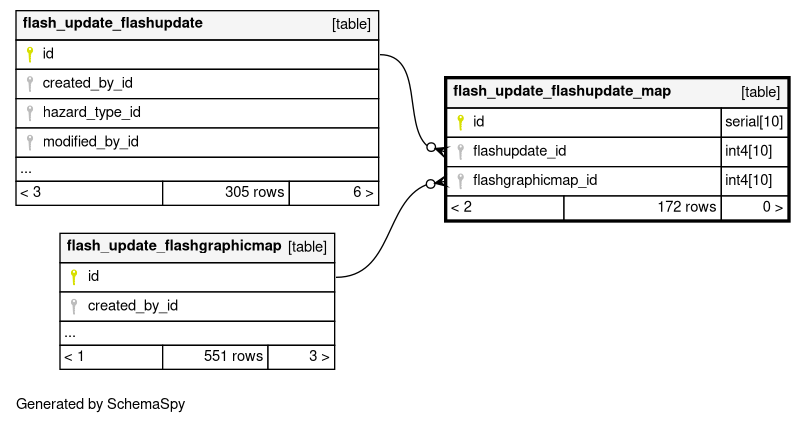 flash_update_flashupdate [table]
id
created_by_id
hazard_type_id
modified_by_id
...
< 3 305 rows 6 >
flash_update_flashupdate_map [table]
id serial[10]
flashupdate_id int4[10]
flashgraphicmap_id int4[10]
< 2 172 rows 0 >
flash_update_flashgraphicmap [table]
id
created_by_id
...
< 1 551 rows 3 >
Generated by SchemaSpy